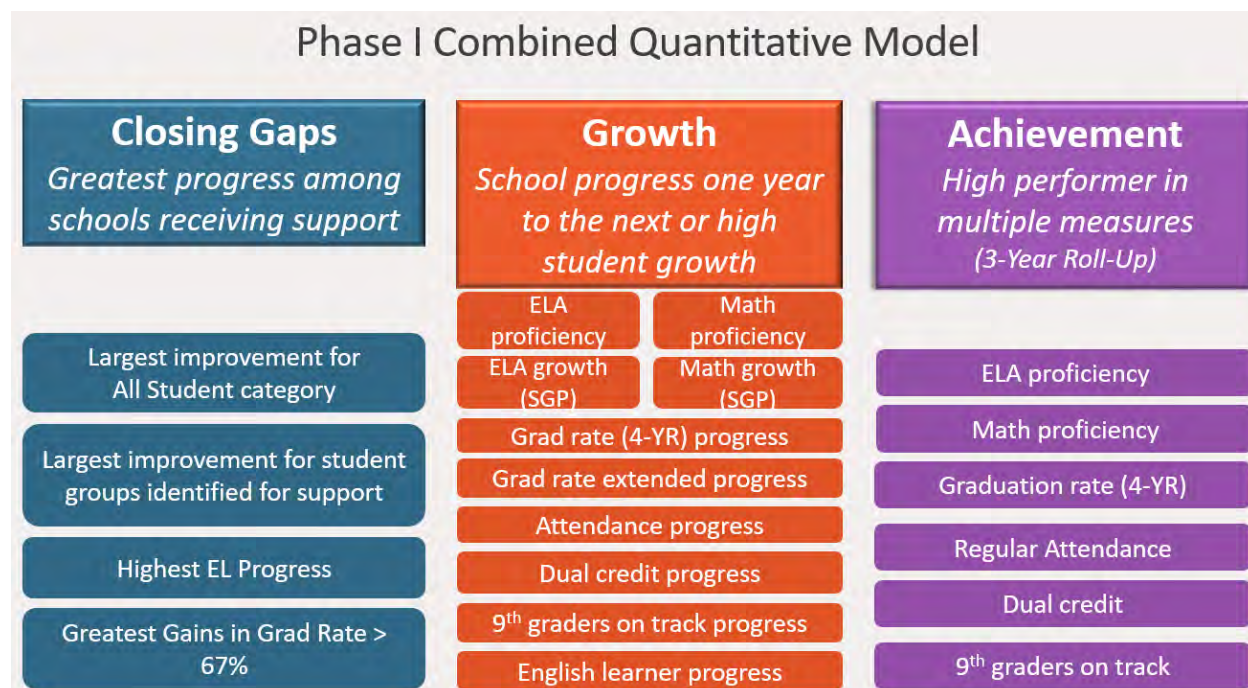 Phase I Combined Quantitative Model
Closing Gaps
Greatest progress among
schools receiving support
Largest improvement for
All Student category
Largest improvement for student
groups identified for support
Highest EL Progress
Greatest Gains in Grad Rate >
67%
Growth
School progress one year
to the next or high
student growth
ELA
proficiency
Math
proficiency
ELA growth
(SGP)
Math growth
(SGP)
Grad rate (4-YR) progress
Grad rate extended progress
Attendance progress
Dual credit progress
9th graders on track progress
English learner progress
Achievement
High performer in
multiple measures
(3-Year Roll-Up)
ELA proficiency
Math proficiency
Graduation rate (4-YR)
Regular Attendance
Dual credit
9th graders on track